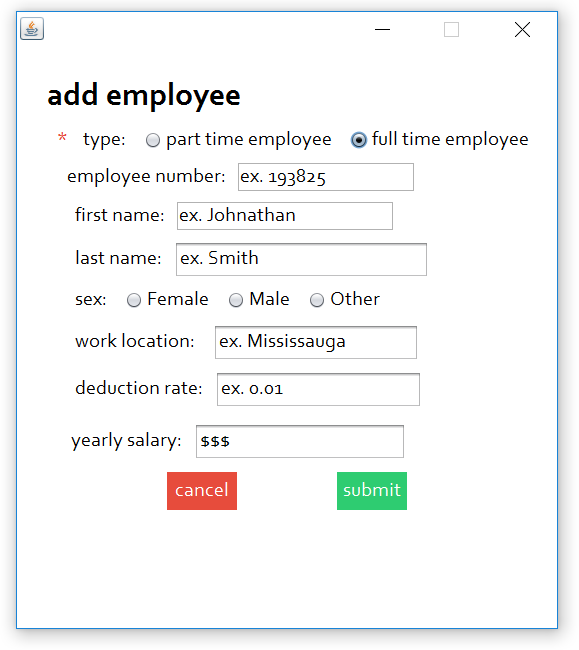 add employee
* type: part time employee full time employee
employee number: ex. 193825
first name: ex. Johnathan
last name: ex. Smith
sex: Female Male Other
work location: ex. Mississauga
deduction rate: ex. 0.01
yearly salary: $$$
cancel submit